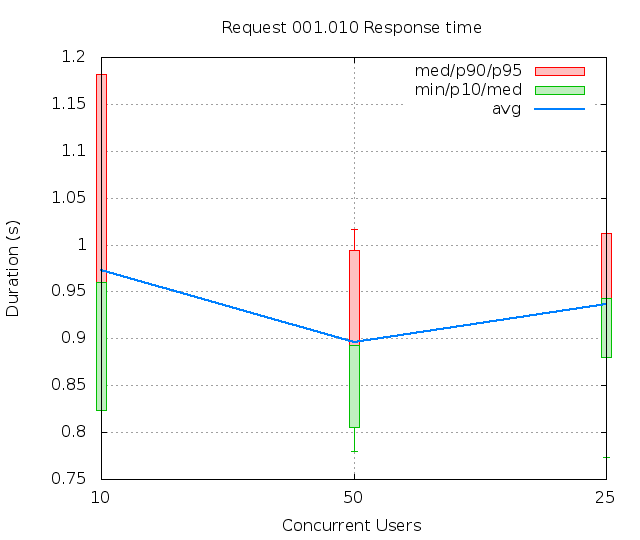 Request 001.010 Response time
med/p90/p95
min/p10/med
avg
1.2
1.15
1.1
1.05
1
0.95
0.9
0.85
0.8
0.75
Duration (s)
10 50 25
Concurrent Users